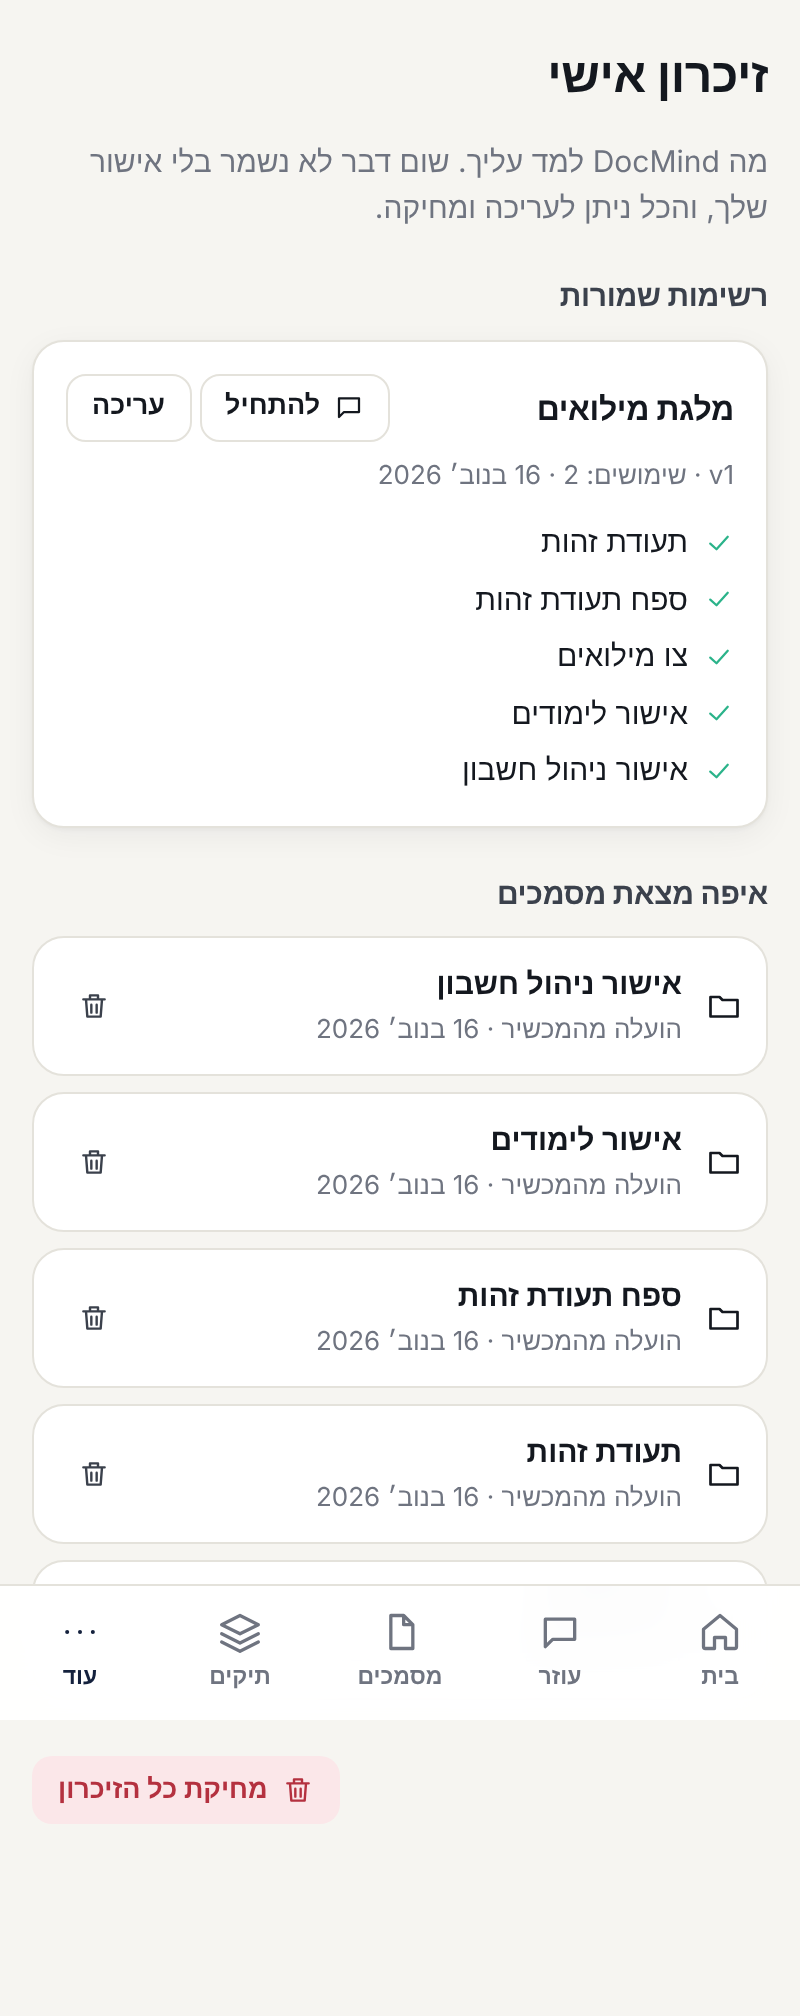 זיכרון אישי
מה DocMind למד עליך. שום דבר לא נשמר בלי אישור
שלך, והכל ניתן לעריכה ומחיקה.
רשימות שמורות
מלגת מילואים
להתחיל
עריכה
v1 · שימושים: 2 · 16 בנוב׳ 2026
תעודת זהות
ספח תעודת זהות
צו מילואים
אישור לימודים
אישור ניהול חשבון
איפה מצאת מסמכים
אישור ניהול חשבון
הועלה מהמכשיר · 16 בנוב׳ 2026
אישור לימודים
הועלה מהמכשיר · 16 בנוב׳ 2026
ספח תעודת זהות
הועלה מהמכשיר · 16 בנוב׳ 2026
תעודת זהות
הועלה מהמכשיר · 16 בנוב׳ 2026
בית
עוזר
מסמכים
תיקים
עוד
מחיקת כל הזיכרון